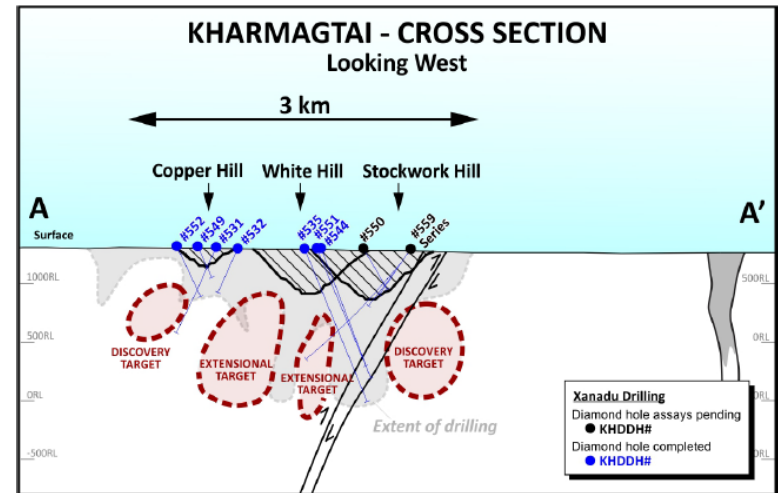 KHARMAGTAI - CROSS SECTION
Looking West
3 km
Copper Hill
White Hill
Stockwork Hill
A
A'
#552
#549
#531
#532
#535
#551
#544
#550
#559
Series
Surface
1000RL
500RL
0RL
-500RL
500RL
0RL
0RL
-500RL
DISCOVERY
TARGET
EXTENSIONAL
TARGET
EXTENSIONAL
TARGET
DISCOVERY
TARGET
Extent of drilling
Xanadu Drilling
Diamond hole assays pending
KHDDH#
Diamond hole completed
KHDDH#